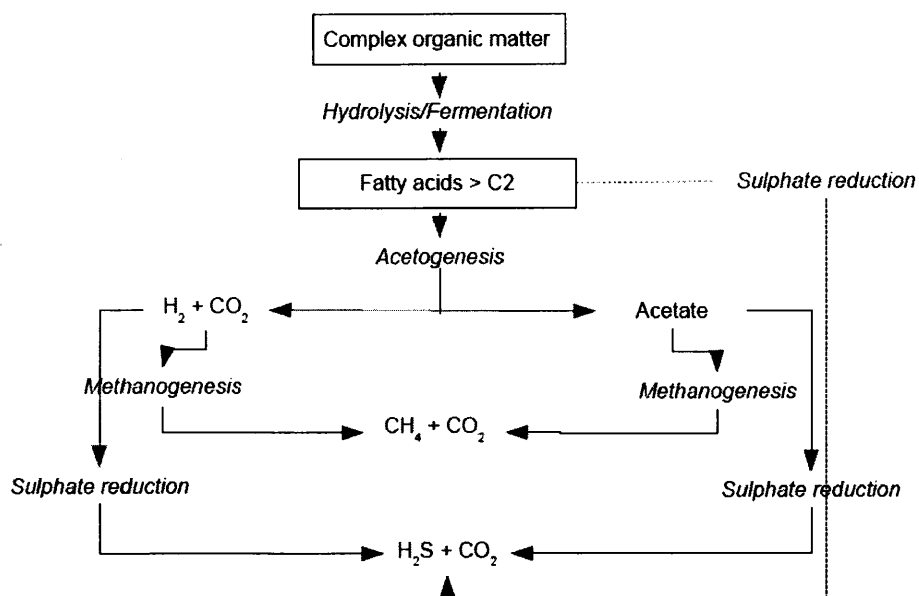 Complex organic matter
Hydrolysis/Fermentation
Fatty acids > C2
Sulphate reduction
Acetogenesis
H₂ + CO₂
Acetate
Methanogenesis
Methanogenesis
CH₄ + CO₂
Sulphate reduction
Sulphate reduction
H₂S + CO₂